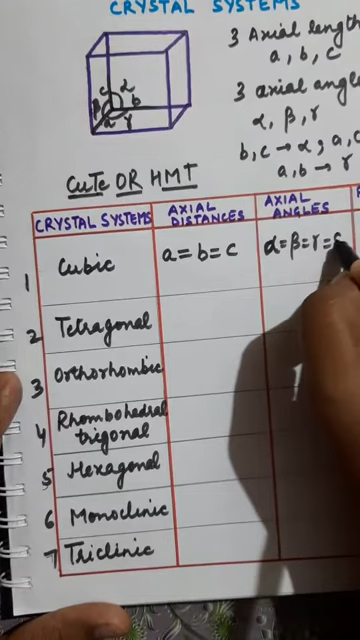 CRYSTAL SYSTEMS
3 Axial length
a, b, c
3 axial angle
α, β, γ
b, c → α ; a, c
a, b → γ
c α
β b
a γ
CuTe OR HMT
CRYSTAL SYSTEMS AXIAL DISTANCES AXIAL ANGLES
1 Cubic a = b = c α = β = γ =
2 Tetragonal
3 Orthorhombic
4 Rhombohedral
trigonal
5 Hexagonal
6 Monoclinic
7 Triclinic